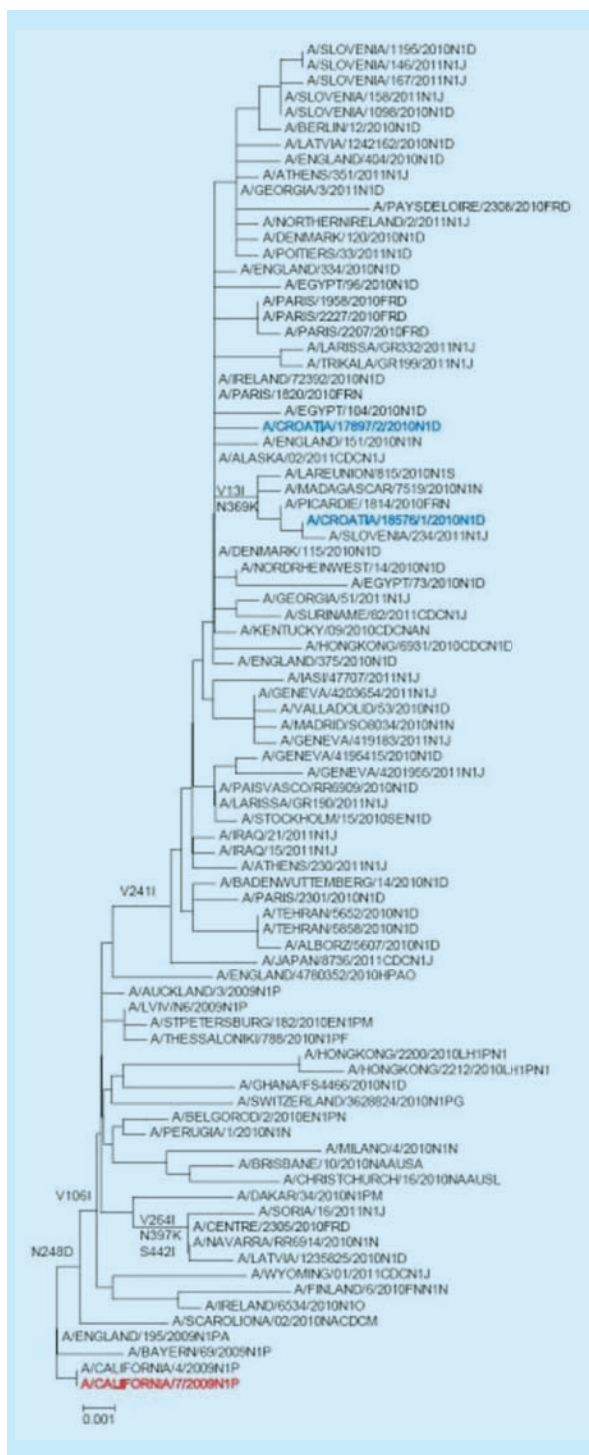 A/SLOVENIA/1195/2010N1D
A/SLOVENIA/146/2011N1J
A/SLOVENIA/167/2011N1J
A/SLOVENIA/158/2011N1J
A/SLOVENIA/1098/2010N1D
A/BERLIN/12/2010N1D
A/LATVIA/1242162/2010N1D
A/ENGLAND/404/2010N1D
A/ATHENS/351/2011N1J
A/GEORGIA/3/2011N1D
A/PAYSDELOIRE/2308/2010FRD
A/NORTHERNIRELAND/2/2011N1J
A/DENMARK/120/2010N1D
A/POITIERS/33/2011N1D
A/ENGLAND/334/2010N1D
A/EGYPT/96/2010N1D
A/PARIS/1958/2010FRD
A/PARIS/2227/2010FRD
A/PARIS/2207/2010FRD
A/LARISSA/GR332/2011N1J
A/TRIKALA/GR199/2011N1J
A/IRELAND/72392/2010N1D
A/PARIS/1820/2010FRN
A/EGYPT/104/2010N1D
A/CROATIA/17897/2/2010N1D
A/ENGLAND/151/2010N1N
A/ALASKA/02/2011CDCN1J
A/LAREUNION/815/2010N1S
V13I A/MADAGASCAR/7519/2010N1N
N369K A/PICARDIE/1814/2010FRN
A/CROATIA/18576/1/2010N1D
A/SLOVENIA/234/2011N1J
A/DENMARK/115/2010N1D
A/NORDRHEINWEST/14/2010N1D
A/EGYPT/73/2010N1D
A/GEORGIA/51/2011N1J
A/SURINAME/82/2011CDCN1J
A/KENTUCKY/09/2010CDCNAN
A/HONGKONG/6931/2010CDCN1D
A/ENGLAND/375/2010N1D
A/IASI/47707/2011N1J
A/GENEVA/4203654/2011N1J
A/VALLADOLID/53/2010N1D
A/MADRID/SO8034/2010N1N
A/GENEVA/419183/2011N1J
A/GENEVA/4195415/2010N1D
A/GENEVA/4201955/2011N1J
A/PAISVASCO/RR6909/2010N1D
A/LARISSA/GR190/2011N1J
A/STOCKHOLM/15/2010SEN1D
A/IRAQ/21/2011N1J
A/IRAQ/15/2011N1J
A/ATHENS/230/2011N1J
A/BADENWUTTEMBERG/14/2010N1D
V241I A/PARIS/2301/2010N1D
A/TEHRAN/5652/2010N1D
A/TEHRAN/5858/2010N1D
A/ALBORZ/5607/2010N1D
A/JAPAN/8736/2011CDCN1J
A/ENGLAND/4780352/2010HPAO
A/AUCKLAND/3/2009N1P
A/LVIV/N6/2009N1P
A/STPETERSBURG/182/2010EN1PM
A/THESSALONIKI/788/2010N1PF
A/HONGKONG/2200/2010LH1PN1
A/HONGKONG/2212/2010LH1PN1
A/GHANA/FS4466/2010N1D
A/SWITZERLAND/3628824/2010N1PG
A/BELGOROD/2/2010EN1PN
A/PERUGIA/1/2010N1N
A/MILANO/4/2010N1N
A/BRISBANE/10/2010NAAUSA
A/CHRISTCHURCH/16/2010NAAUSL
V106I A/DAKAR/34/2010N1PM
A/SORIA/16/2011N1J
V264I A/CENTRE/2305/2010FRD
N397K A/NAVARRA/RR6914/2010N1N
N248D S442I A/LATVIA/1235825/2010N1D
A/WYOMING/01/2011CDCN1J
A/FINLAND/6/2010FNN1N
A/IRELAND/6534/2010N1O
A/SCAROLIONA/02/2010NACDCM
A/ENGLAND/195/2009N1PA
A/BAYERN/69/2009N1P
A/CALIFORNIA/4/2009N1P
A/CALIFORNIA/7/2009N1P
0.001